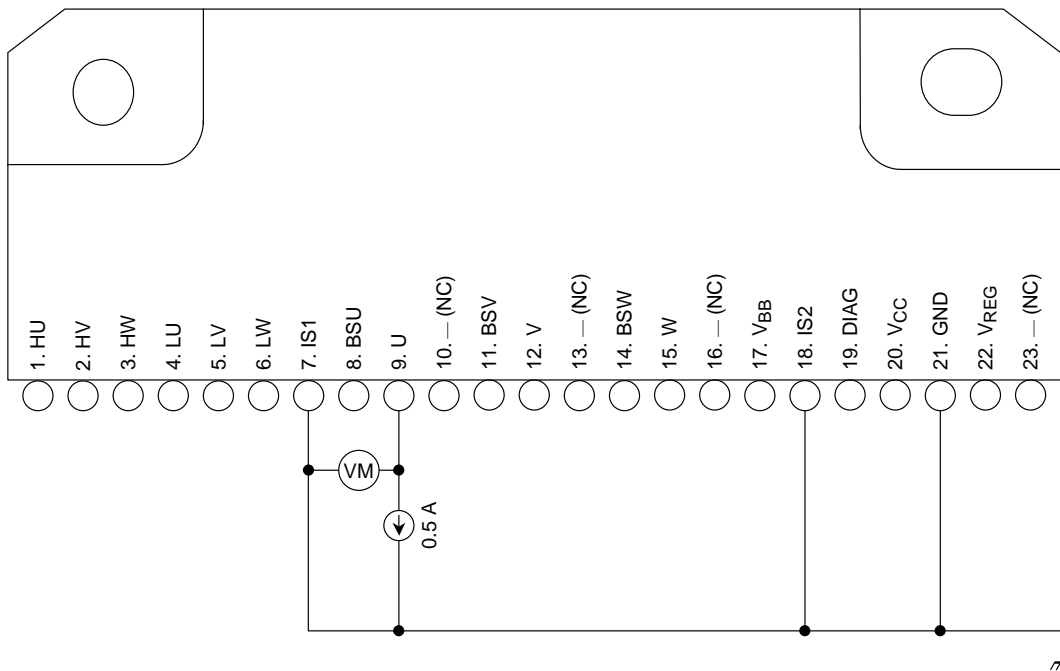 1. HU
2. HV
3. HW
4. LU
5. LV
6. LW
7. IS1
8. BSU
9. U
10. — (NC)
11. BSV
12. V
13. — (NC)
14. BSW
15. W
16. — (NC)
17. VBB
18. IS2
19. DIAG
20. VCC
21. GND
22. VREG
23. — (NC)
VM
0.5 A